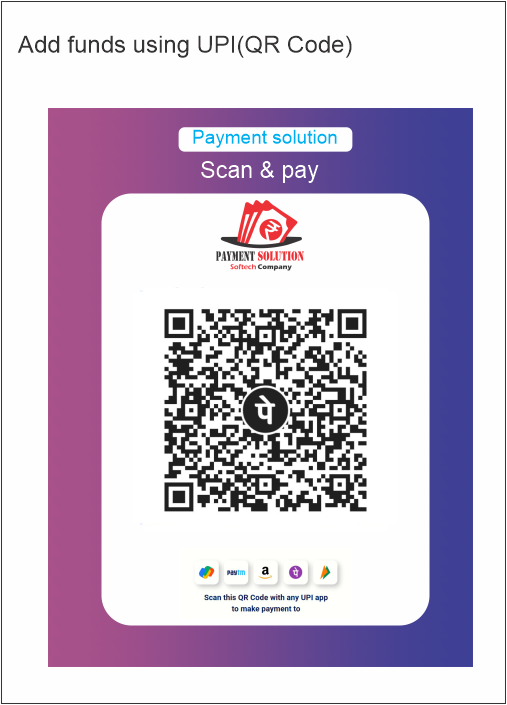 Add funds using UPI(QR Code)
Payment solution
Scan & pay
PAYMENT SOLUTION
Softech Company
पे
Paytm
a
पे
Scan this QR Code with any UPI app
to make payment to